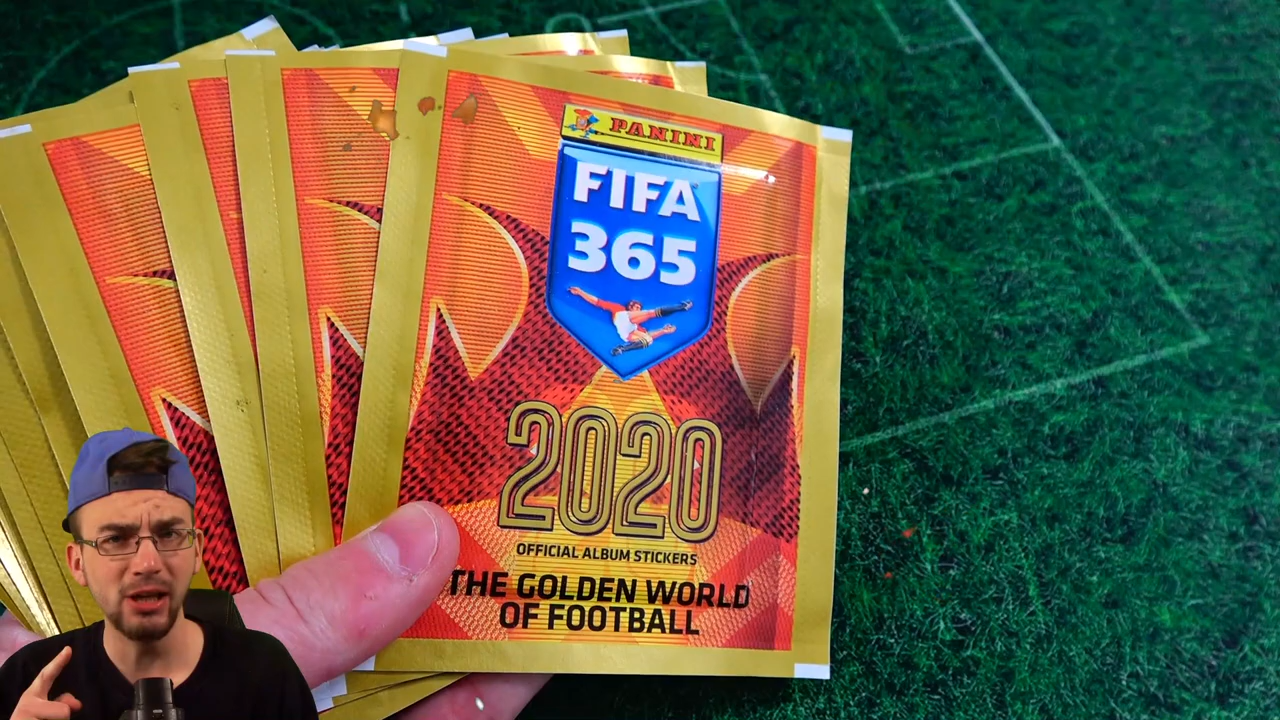 PANINI
FIFA
365
2020
OFFICIAL ALBUM STICKERS
THE GOLDEN WORLD
OF FOOTBALL